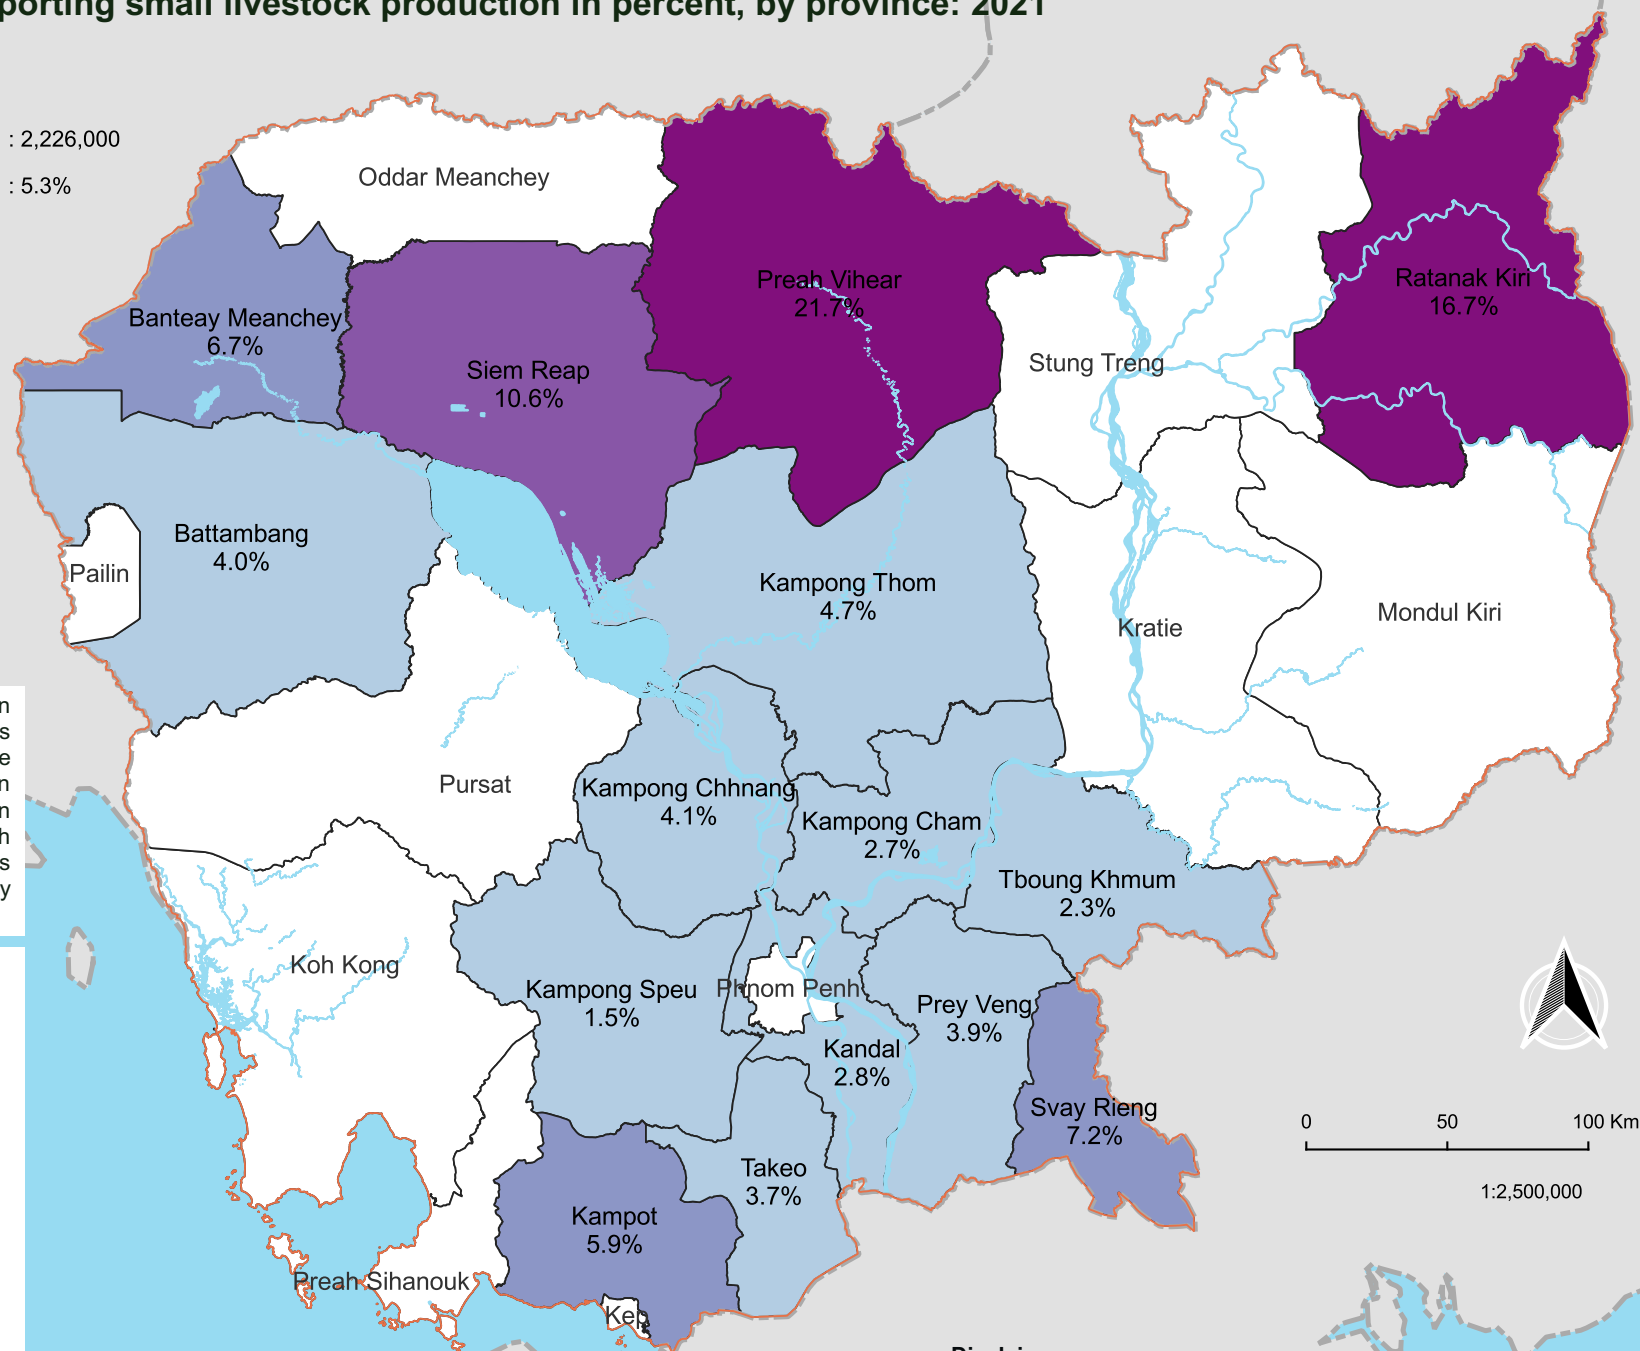 porting small livestock production in percent, by province: 2021
: 2,226,000
: 5.3%
Oddar Meanchey
Preah Vihear
21.7%
Ratanak Kiri
16.7%
Banteay Meanchey
6.7%
Siem Reap
10.6%
Stung Treng
Battambang
4.0%
Pailin
Kampong Thom
4.7%
Kratie
Mondul Kiri
n
s
e
n
n
h
s
y
Pursat
Kampong Chhnang
4.1%
Kampong Cham
2.7%
Tboung Khmum
2.3%
Koh Kong
Kampong Speu
1.5%
Phnom Penh
Prey Veng
3.9%
Kandal
2.8%
Svay Rieng
7.2%
0 50 100 Km
1:2,500,000
Takeo
3.7%
Kampot
5.9%
Preah Sihanouk
Kep